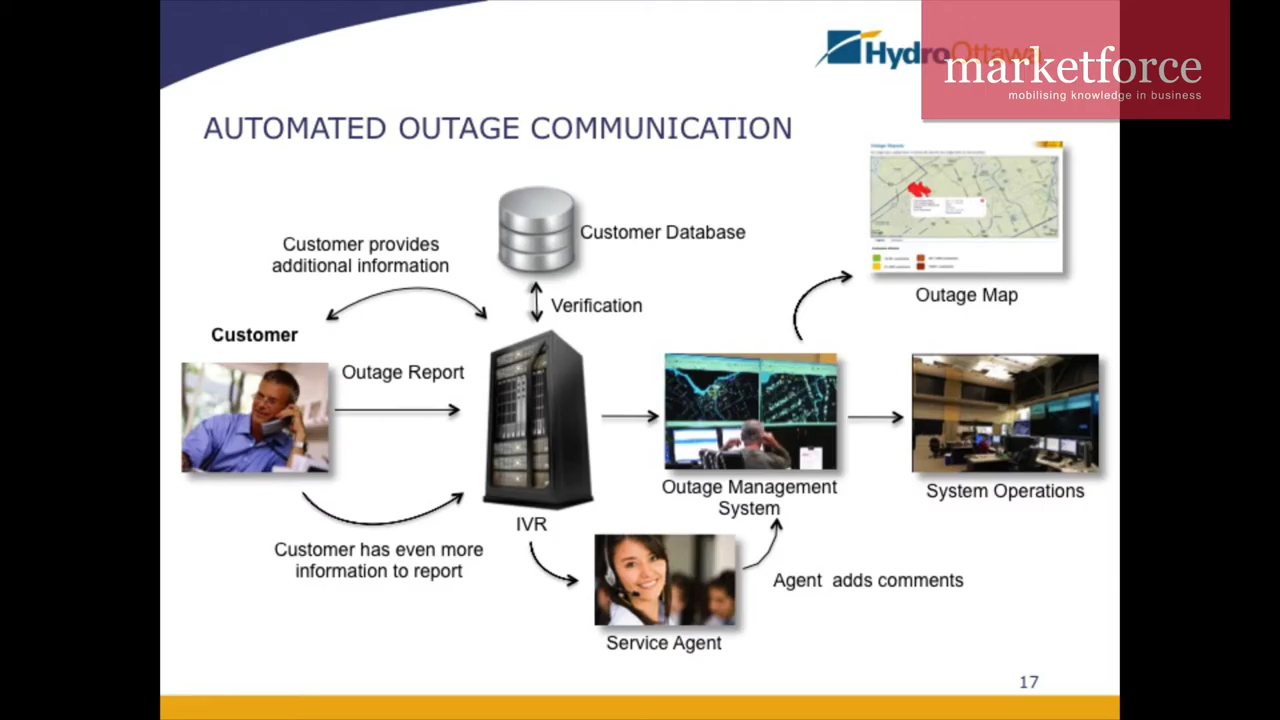 HydroOttawa
marketforce
mobilising knowledge in business
AUTOMATED OUTAGE COMMUNICATION
Customer Database
Customer provides
additional information
Verification
Outage Map
Customer
Outage Report
Outage Management
System
System Operations
IVR
Customer has even more
information to report
Agent adds comments
Service Agent
17